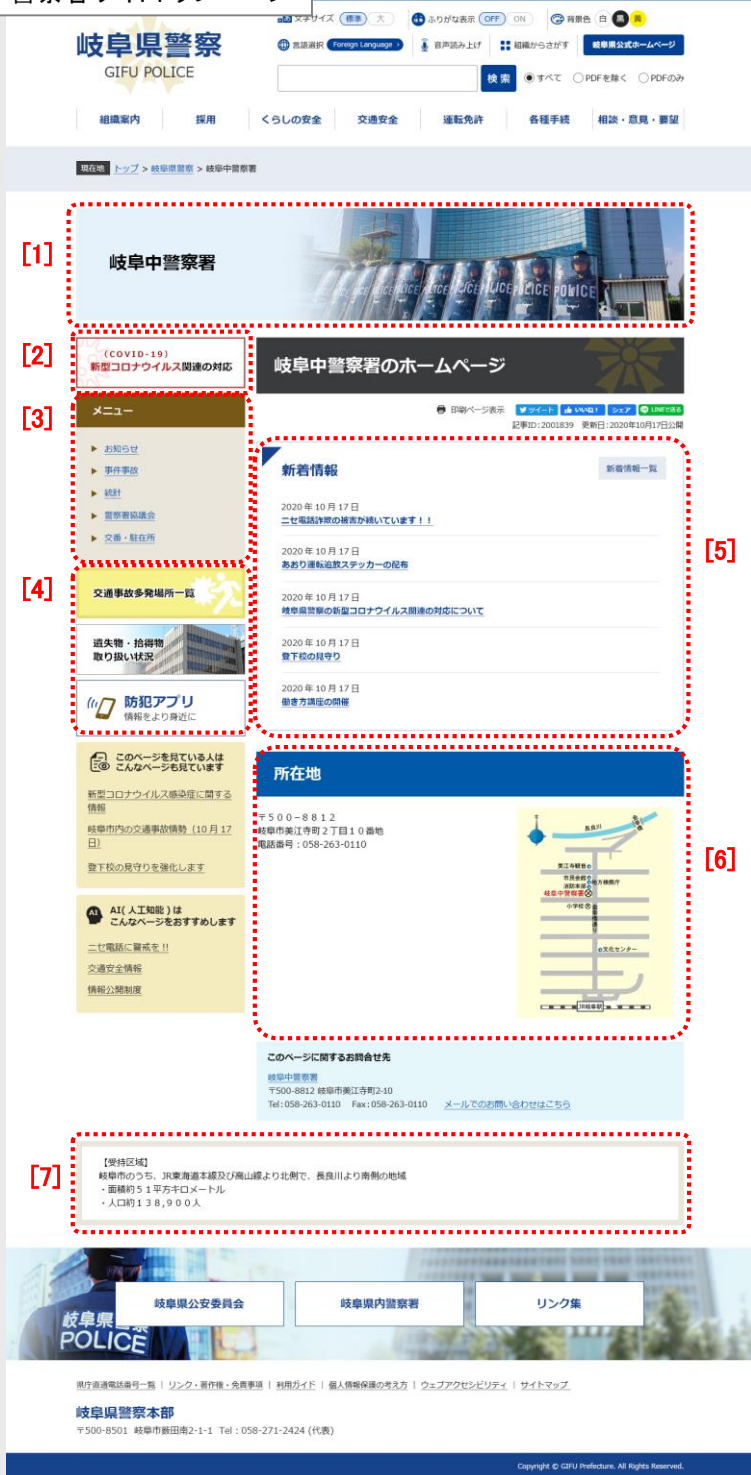 岐阜県警察
GIFU POLICE
文字サイズ 標準 大 ふりがな表示 OFF ON 背景色 白 黒 黄
言語選択 Foreign Language 音声読み上げ 組織からさがす 岐阜県公式ホームページ
検索 すべて PDFを除く PDFのみ
組織案内 採用 くらしの安全 交通安全 運転免許 各種手続 相談・意見・要望
現在地 トップ > 岐阜県警察 > 岐阜中警察署
[1]
岐阜中警察署
[2]
(COVID-19)
新型コロナウイルス関連の対応
岐阜中警察署のホームページ
印刷ページ表示 ツイート いいね! シェア LINEで送る
記事ID:2001839 更新日:2020年10月17日公開
[3]
メニュー
お知らせ
事件事故
統計
警察署協議会
交番・駐在所
[4]
交通事故多発場所一覧
遺失物・拾得物
取り扱い状況
防犯アプリ
情報をより身近に
[5]
新着情報
新着情報一覧
2020年10月17日
ニセ電話詐欺の被害が続いています!!
2020年10月17日
あおり運転追放ステッカーの配布
2020年10月17日
岐阜県警察の新型コロナウイルス関連の対応について
2020年10月17日
登下校の見守り
2020年10月17日
働き方講座の開催
このページを見ている人は
こんなページも見ています
新型コロナウイルス感染症に関する
情報
岐阜市内の交通事故情勢(10月17
日)
登下校の見守りを強化します
AI
AI(人工知能)は
こんなページをおすすめします
ニセ電話に警戒を!!
交通安全情報
情報公開制度
[6]
所在地
〒500-8812
岐阜市美江寺町2丁目10番地
電話番号:058-263-0110
長良川
美江寺観音
市民会館
消防本部
地方検察庁
岐阜中警察署
小学校
文化センター
JR岐阜駅
このページに関するお問合せ先
岐阜中警察署
〒500-8812 岐阜市美江寺町2-10
Tel:058-263-0110 Fax:058-263-0110 メールでのお問い合わせはこちら
[7]
【受持区域】
岐阜市のうち、JR東海道本線及び高山線より北側で、長良川より南側の地域
・面積約51平方キロメートル
・人口約138,900人
岐阜県公安委員会 岐阜県内警察署 リンク集
POLICE
県庁直通電話番号一覧 | リンク・著作権・免責事項 | 利用ガイド | 個人情報保護の考え方 | ウェブアクセシビリティ | サイトマップ
岐阜県警察本部
〒500-8501 岐阜市薮田南2-1-1 Tel:058-271-2424 (代表)
Copyright © GIFU Prefecture. All Rights Reserved.